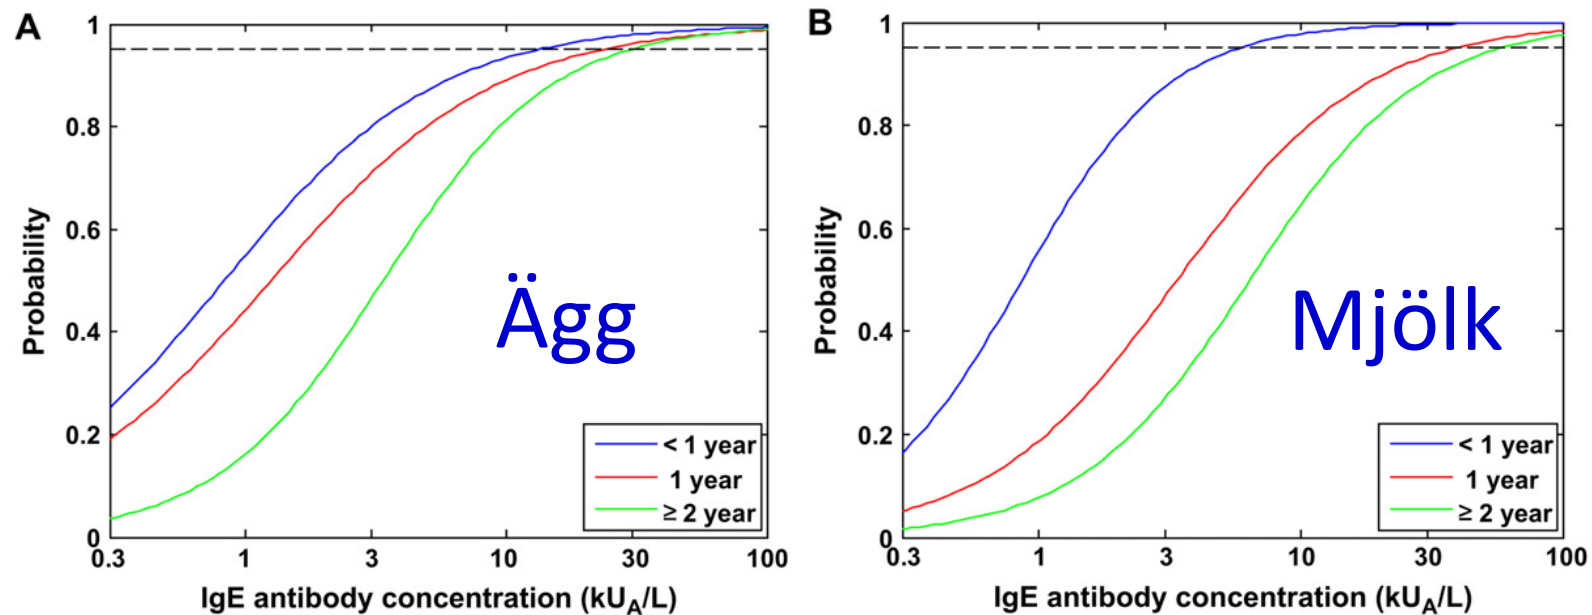 A
Probability
1
0.8
0.6
0.4
0.2
0
0.3 1 3 10 30 100
IgE antibody concentration (kUA/L)
Ägg
< 1 year
1 year
≥ 2 year
B
Probability
1
0.8
0.6
0.4
0.2
0
0.3 1 3 10 30 100
IgE antibody concentration (kUA/L)
Mjölk
< 1 year
1 year
≥ 2 year